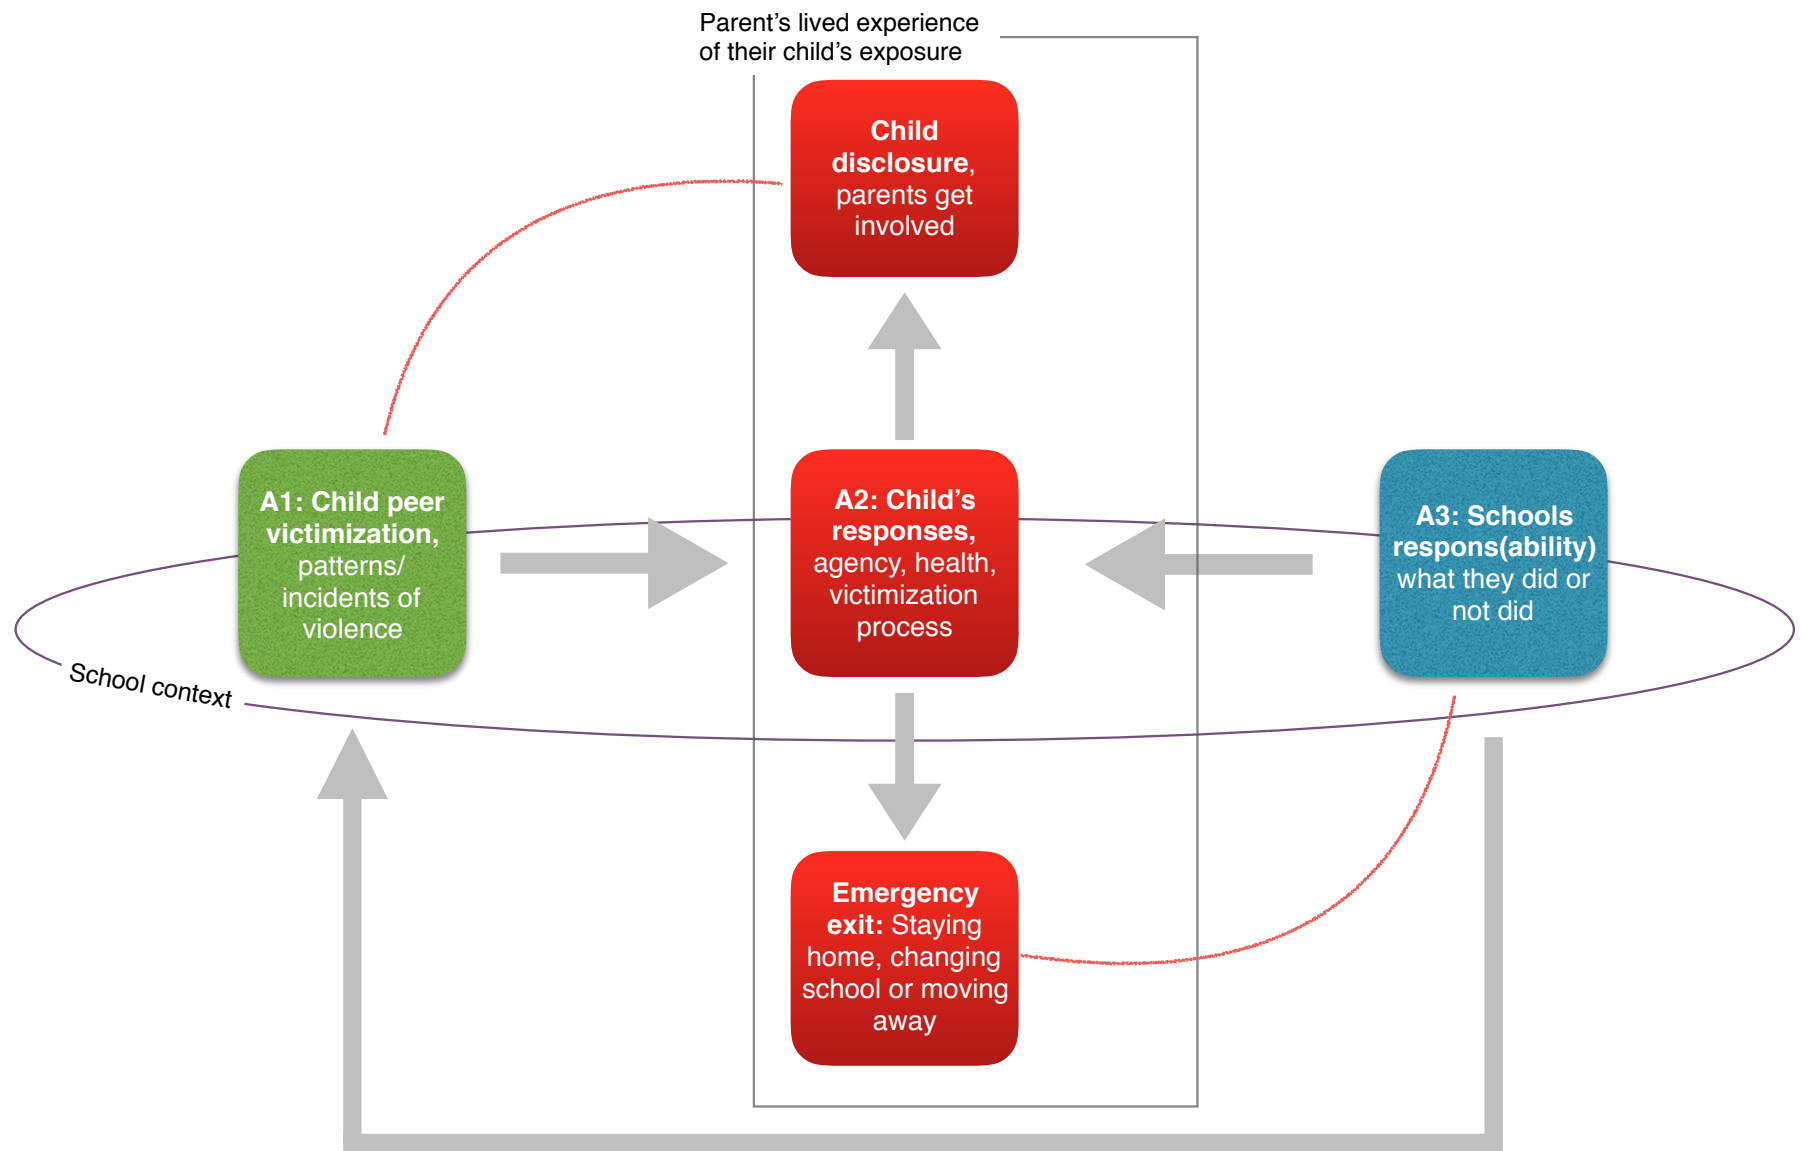 Parent’s lived experience
of their child’s exposure
Child
disclosure,
parents get
involved
A1: Child peer
victimization,
patterns/
incidents of
violence
A2: Child’s
responses,
agency, health,
victimization
process
A3: Schools
respons(ability)
what they did or
not did
School context
Emergency
exit: Staying
home, changing
school or moving
away